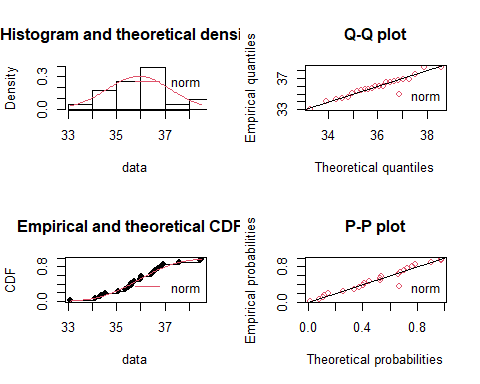 Histogram and theoretical densi
Density
0.0 0.3
norm
33 35 37
data
Q-Q plot
Empirical quantiles
33 37
norm
34 36 38
Theoretical quantiles
Empirical and theoretical CDF
CDF
0.0 0.8
norm
33 35 37
data
P-P plot
Empirical probabilities
0.0 0.8
norm
0.0 0.4 0.8
Theoretical probabilities